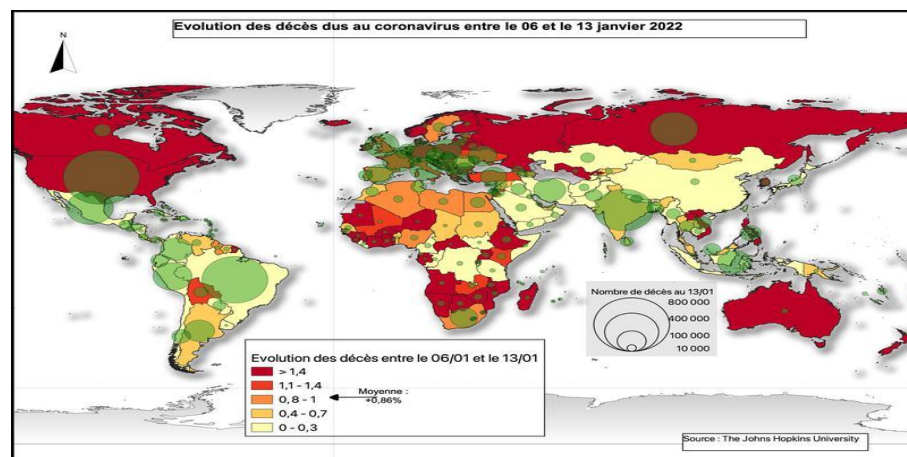 Evolution des décès dus au coronavirus entre le 06 et le 13 janvier 2022
N
Nombre de décès au 13/01
800 000
400 000
100 000
10 000
Evolution des décès entre le 06/01 et le 13/01
> 1,4
1,1 - 1,4
0,8 - 1
0,4 - 0,7
0 - 0,3
Moyenne :
+0,86%
Source : The Johns Hopkins University